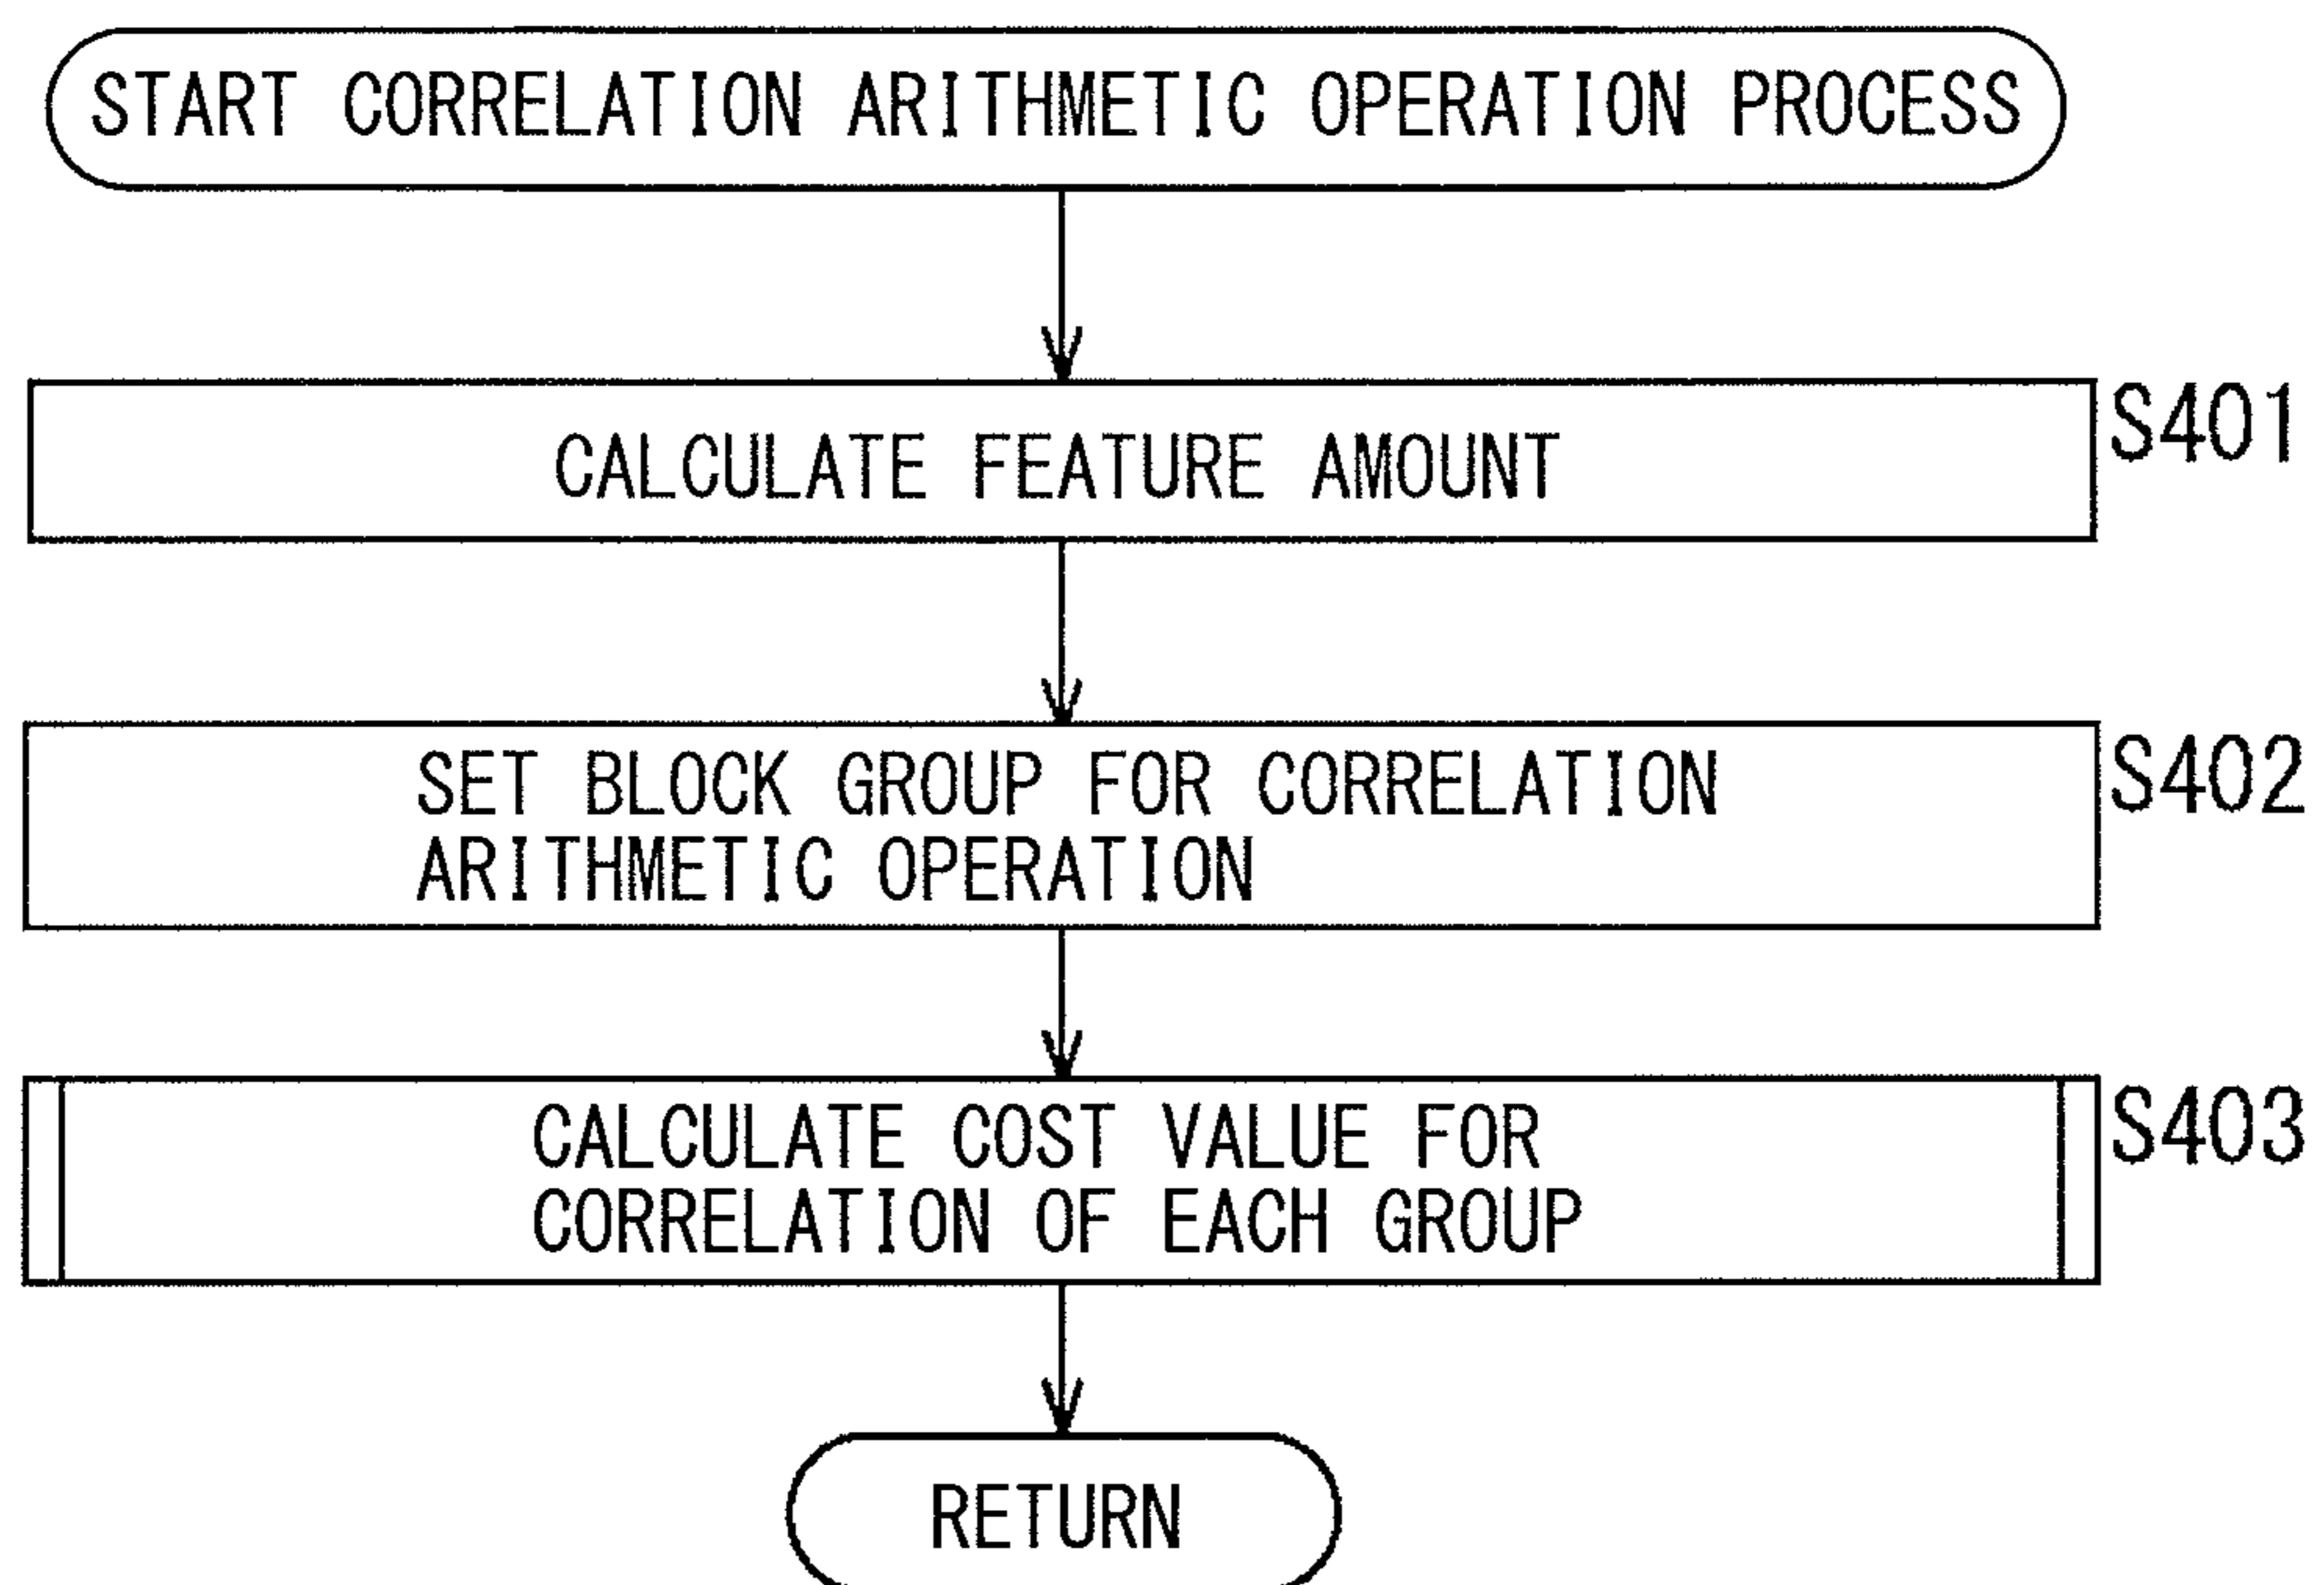 START CORRELATION ARITHMETIC OPERATION PROCESS
CALCULATE FEATURE AMOUNT
S401
SET BLOCK GROUP FOR CORRELATION
ARITHMETIC OPERATION
S402
CALCULATE COST VALUE FOR
CORRELATION OF EACH GROUP
S403
RETURN